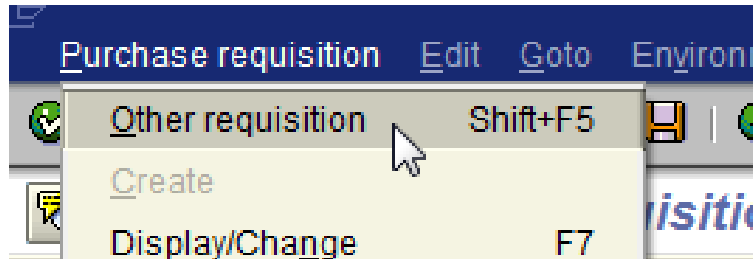 Purchase requisition Edit Goto
Other requisition Shift+F5
Create
Display/Change F7